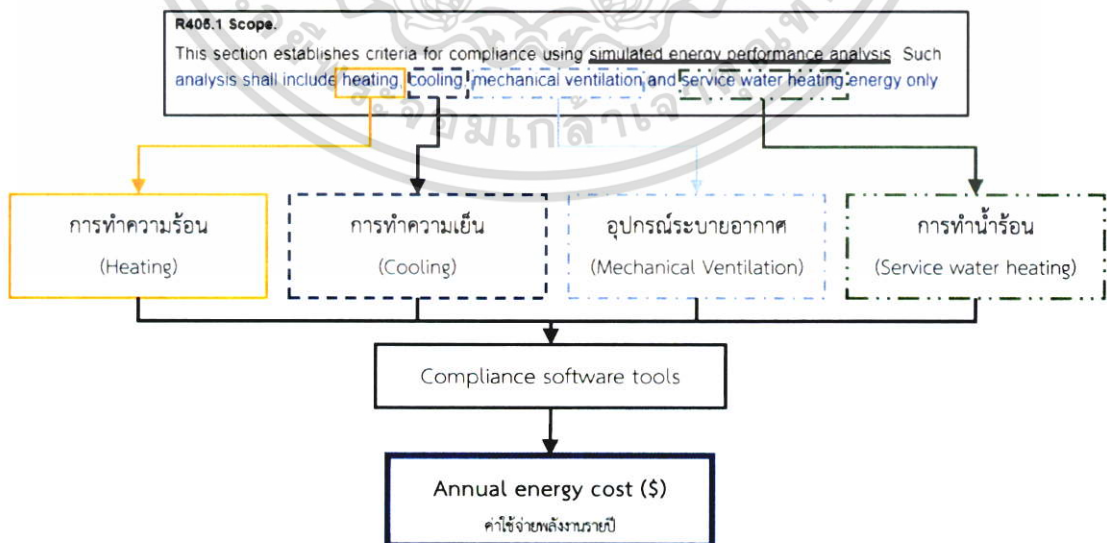 R405.1 Scope.
This section establishes criteria for compliance using simulated energy performance analysis Such
analysis shall include heating, cooling, mechanical ventilation, and service water heating energy only
การทำความร้อน
(Heating)
การทำความเย็น
(Cooling)
อุปกรณ์ระบายอากาศ
(Mechanical Ventilation)
การทำน้ำร้อน
(Service water heating)
Compliance software tools
Annual energy cost ($)
ค่าใช้จ่ายพลังงานรายปี